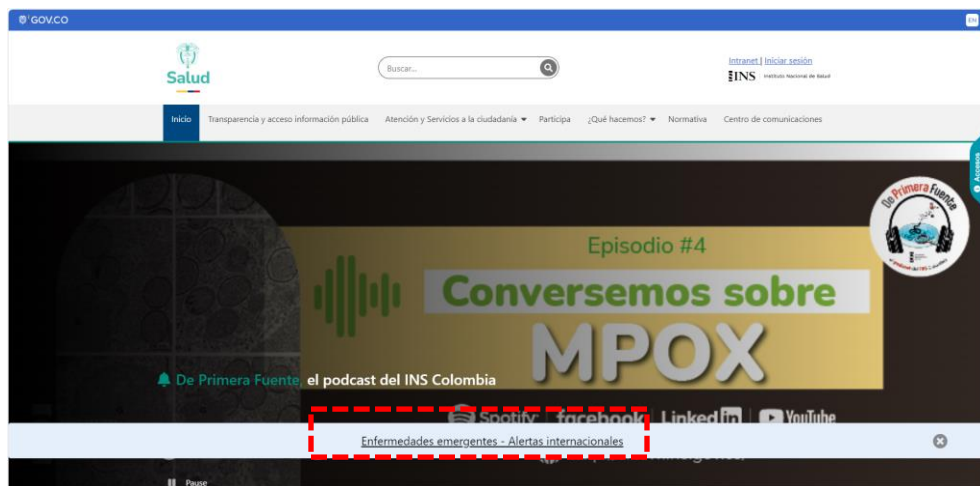 GOV.CO
EN
Salud
Buscar...
Intranet | Iniciar sesión
INS Instituto Nacional de Salud
Inicio Transparencia y acceso información pública Atención y Servicios a la ciudadanía Participa ¿Qué hacemos? Normativa Centro de comunicaciones
Accesos
De Primera Fuente
Episodio #4
Conversemos sobre
MPOX
De Primera Fuente, el podcast del INS Colombia
Spotify facebook LinkedIn YouTube
Enfermedades emergentes - Alertas internacionales
Pause